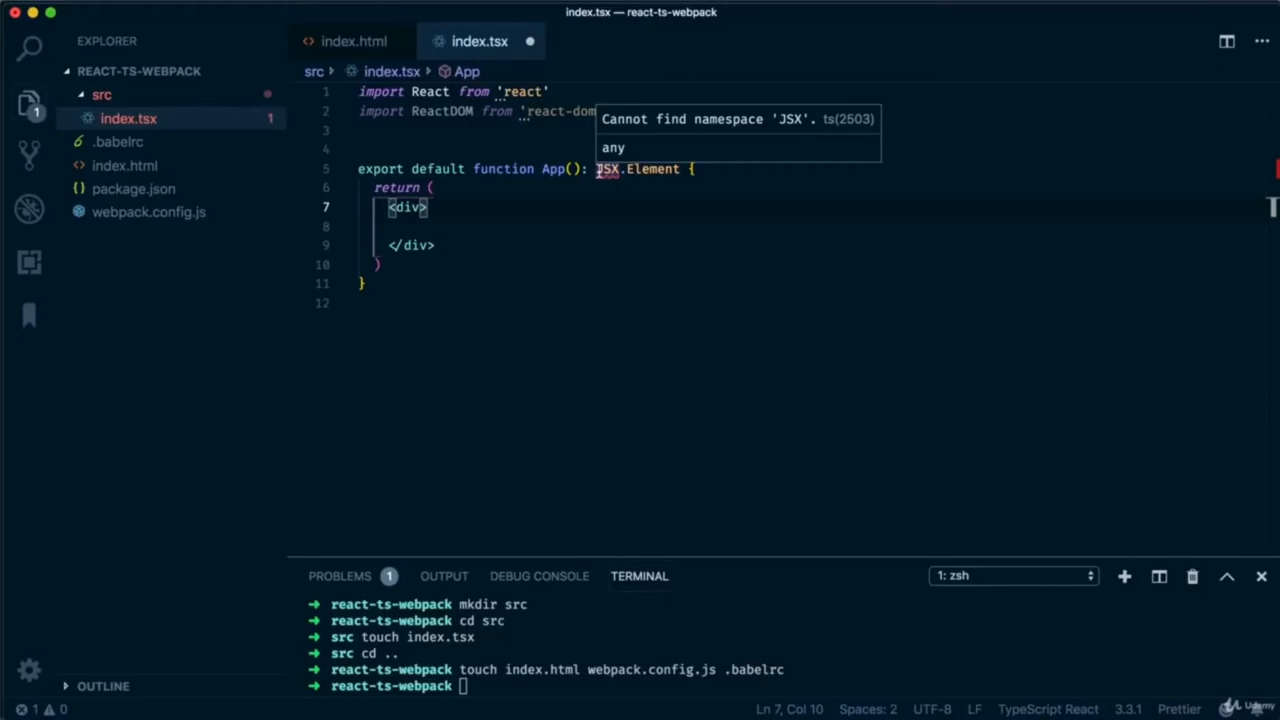 index.tsx — react-ts-webpack
EXPLORER
index.html
index.tsx
REACT-TS-WEBPACK
src
index.tsx 1
.babelrc
index.html
package.json
webpack.config.js
1
src index.tsx App
1 import React from 'react'
2 import ReactDOM from 'react-dom
3
4
5 export default function App(): JSX.Element {
6 return (
7 <div>
8
9 </div>
10 )
11 }
12
Cannot find namespace 'JSX'. ts(2503)
any
PROBLEMS 1 OUTPUT DEBUG CONSOLE TERMINAL 1: zsh
➜ react-ts-webpack mkdir src
➜ react-ts-webpack cd src
➜ src touch index.tsx
➜ src cd ..
➜ react-ts-webpack touch index.html webpack.config.js .babelrc
➜ react-ts-webpack
OUTLINE
1 0 Ln 7, Col 10 Spaces: 2 UTF-8 LF TypeScript React 3.3.1 Prettier
Udemy